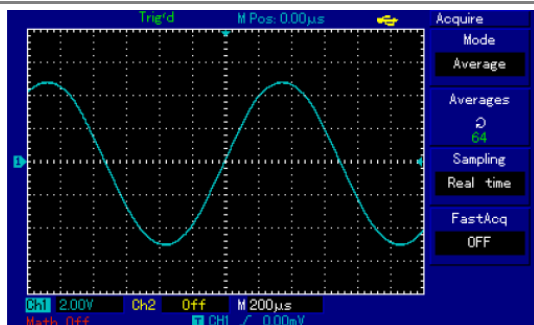 Trig'd M Pos: 0.00μs Acquire
Mode
Average
Averages
64
1
Sampling
Real time
FastAcq
OFF
Ch1 2.00V Ch2 Off M 200μs
Math Off T CH1 / 0.00mV